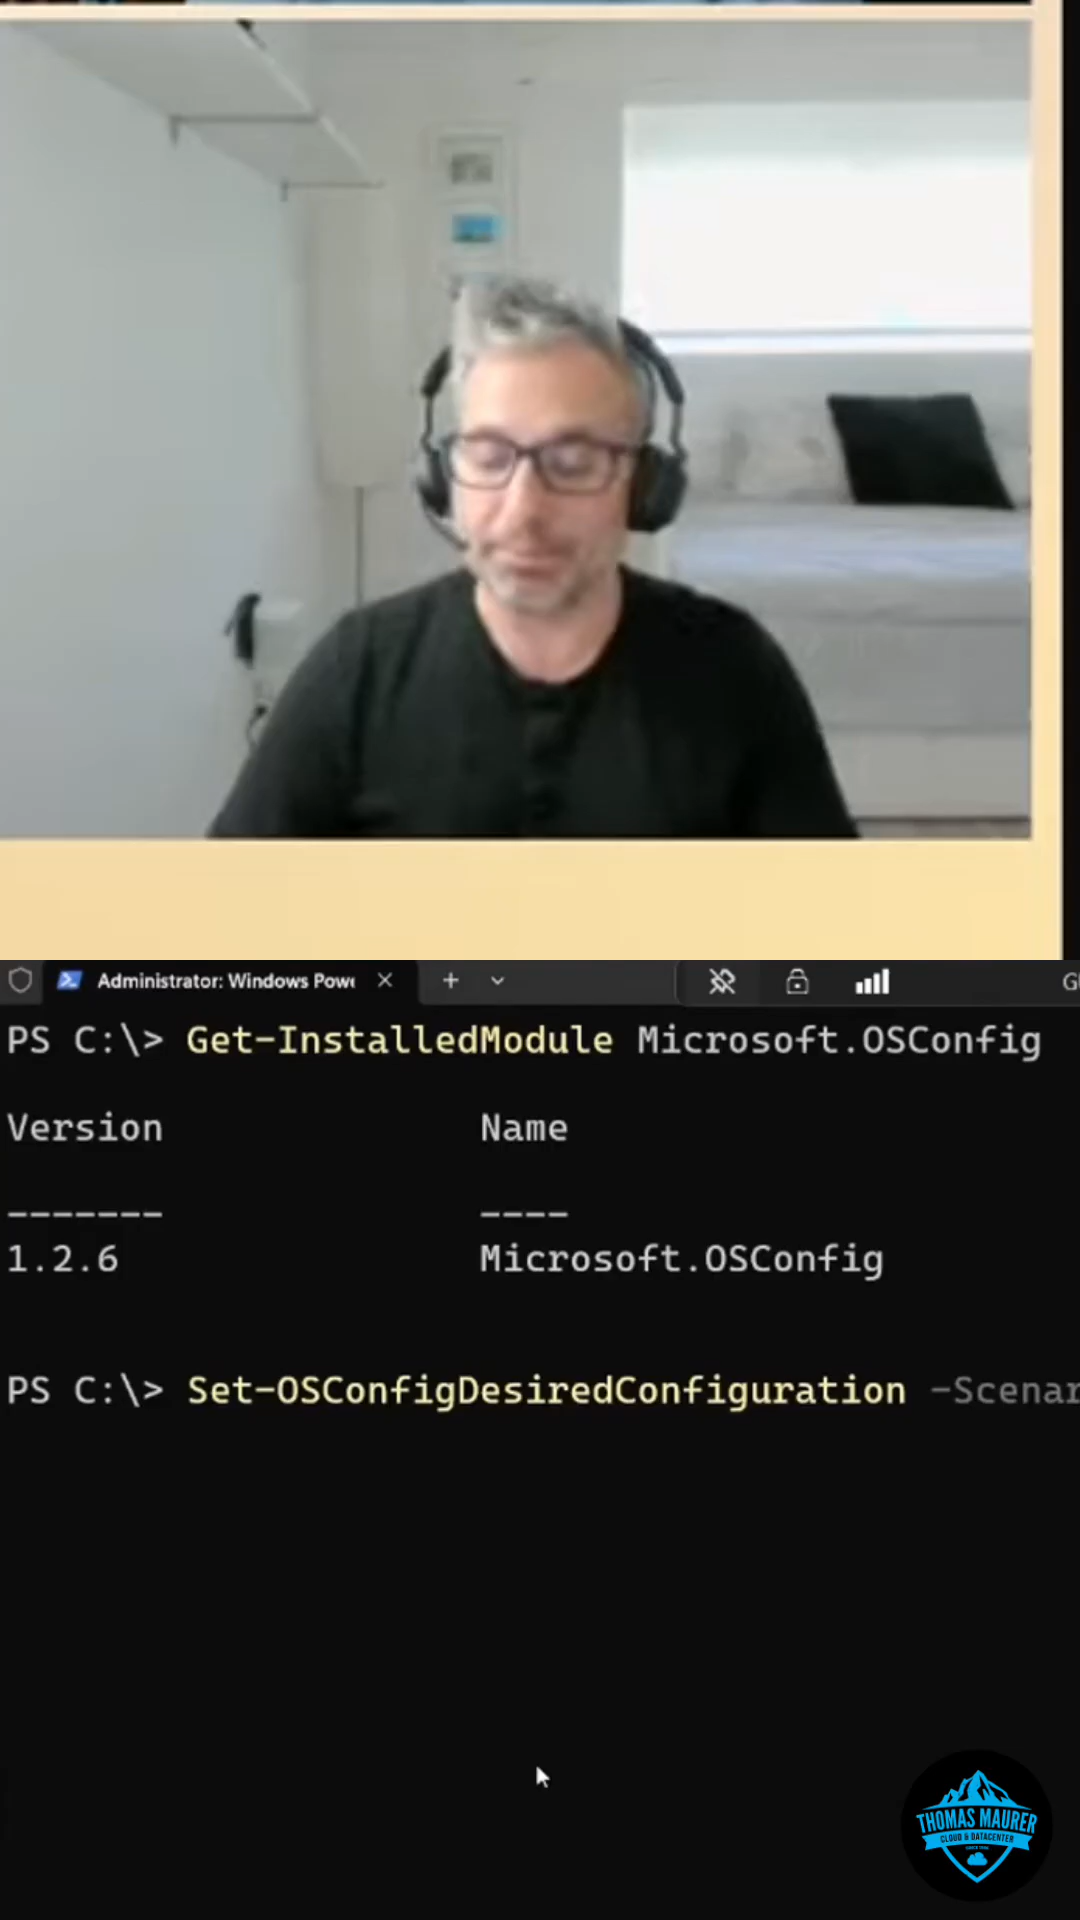 Administrator: Windows Powe
PS C:\> Get-InstalledModule Microsoft.OSConfig
Version Name
------- ----
1.2.6 Microsoft.OSConfig
PS C:\> Set-OSConfigDesiredConfiguration -Scenar
THOMAS MAURER
CLOUD & DATACENTER